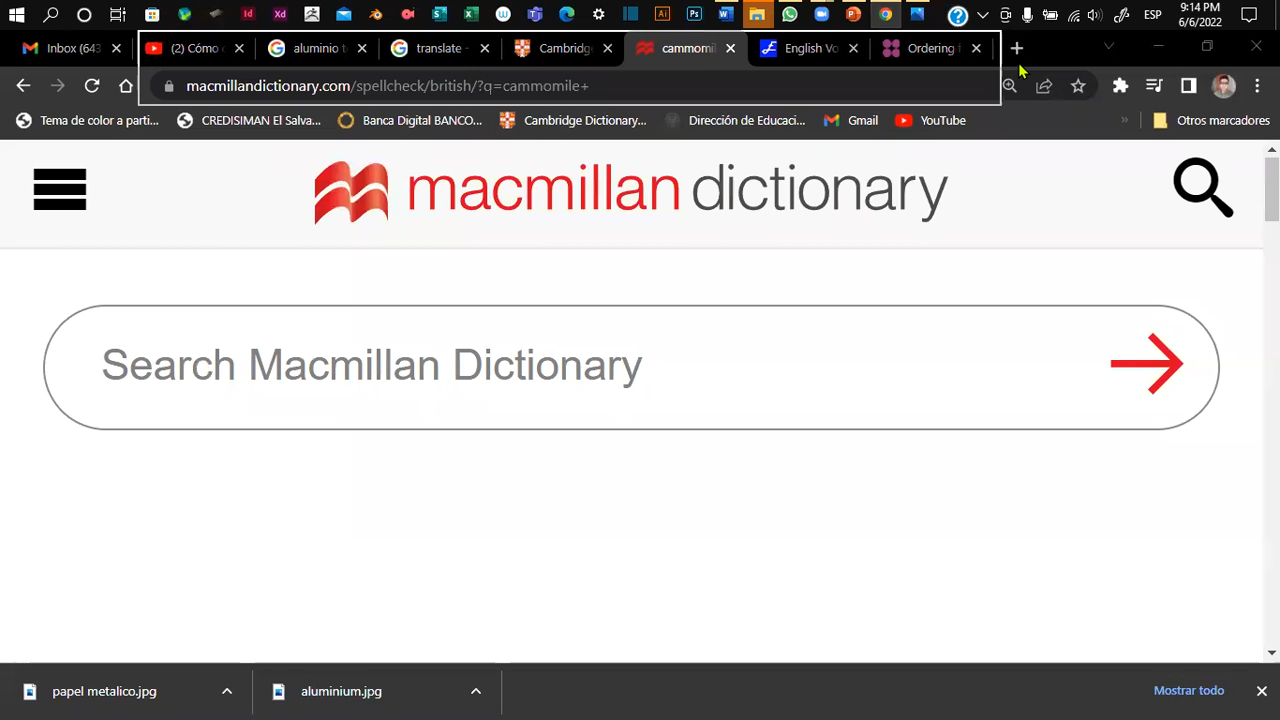 9:14 PM
ESP
6/6/2022
Inbox (643
(2) Cómo
aluminio t
translate -
Cambridg
cammomi
English Vo
Ordering
macmillandictionary.com/spellcheck/british/?q=cammomile+
Tema de color a parti...
CREDISIMAN El Salva...
Banca Digital BANCO...
Cambridge Dictionary...
Dirección de Educaci...
Gmail
YouTube
»
Otros marcadores
macmillan dictionary
Search Macmillan Dictionary
papel metalico.jpg
aluminium.jpg
Mostrar todo